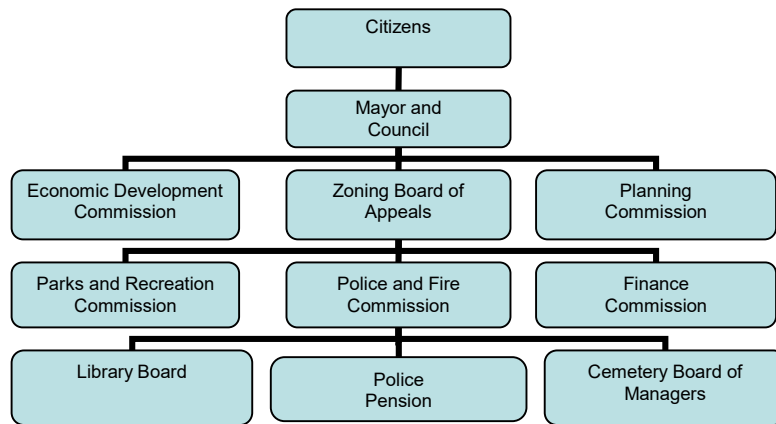 Citizens
Mayor and
Council
Economic Development
Commission
Zoning Board of
Appeals
Planning
Commission
Parks and Recreation
Commission
Police and Fire
Commission
Finance
Commission
Library Board
Police
Pension
Cemetery Board of
Managers